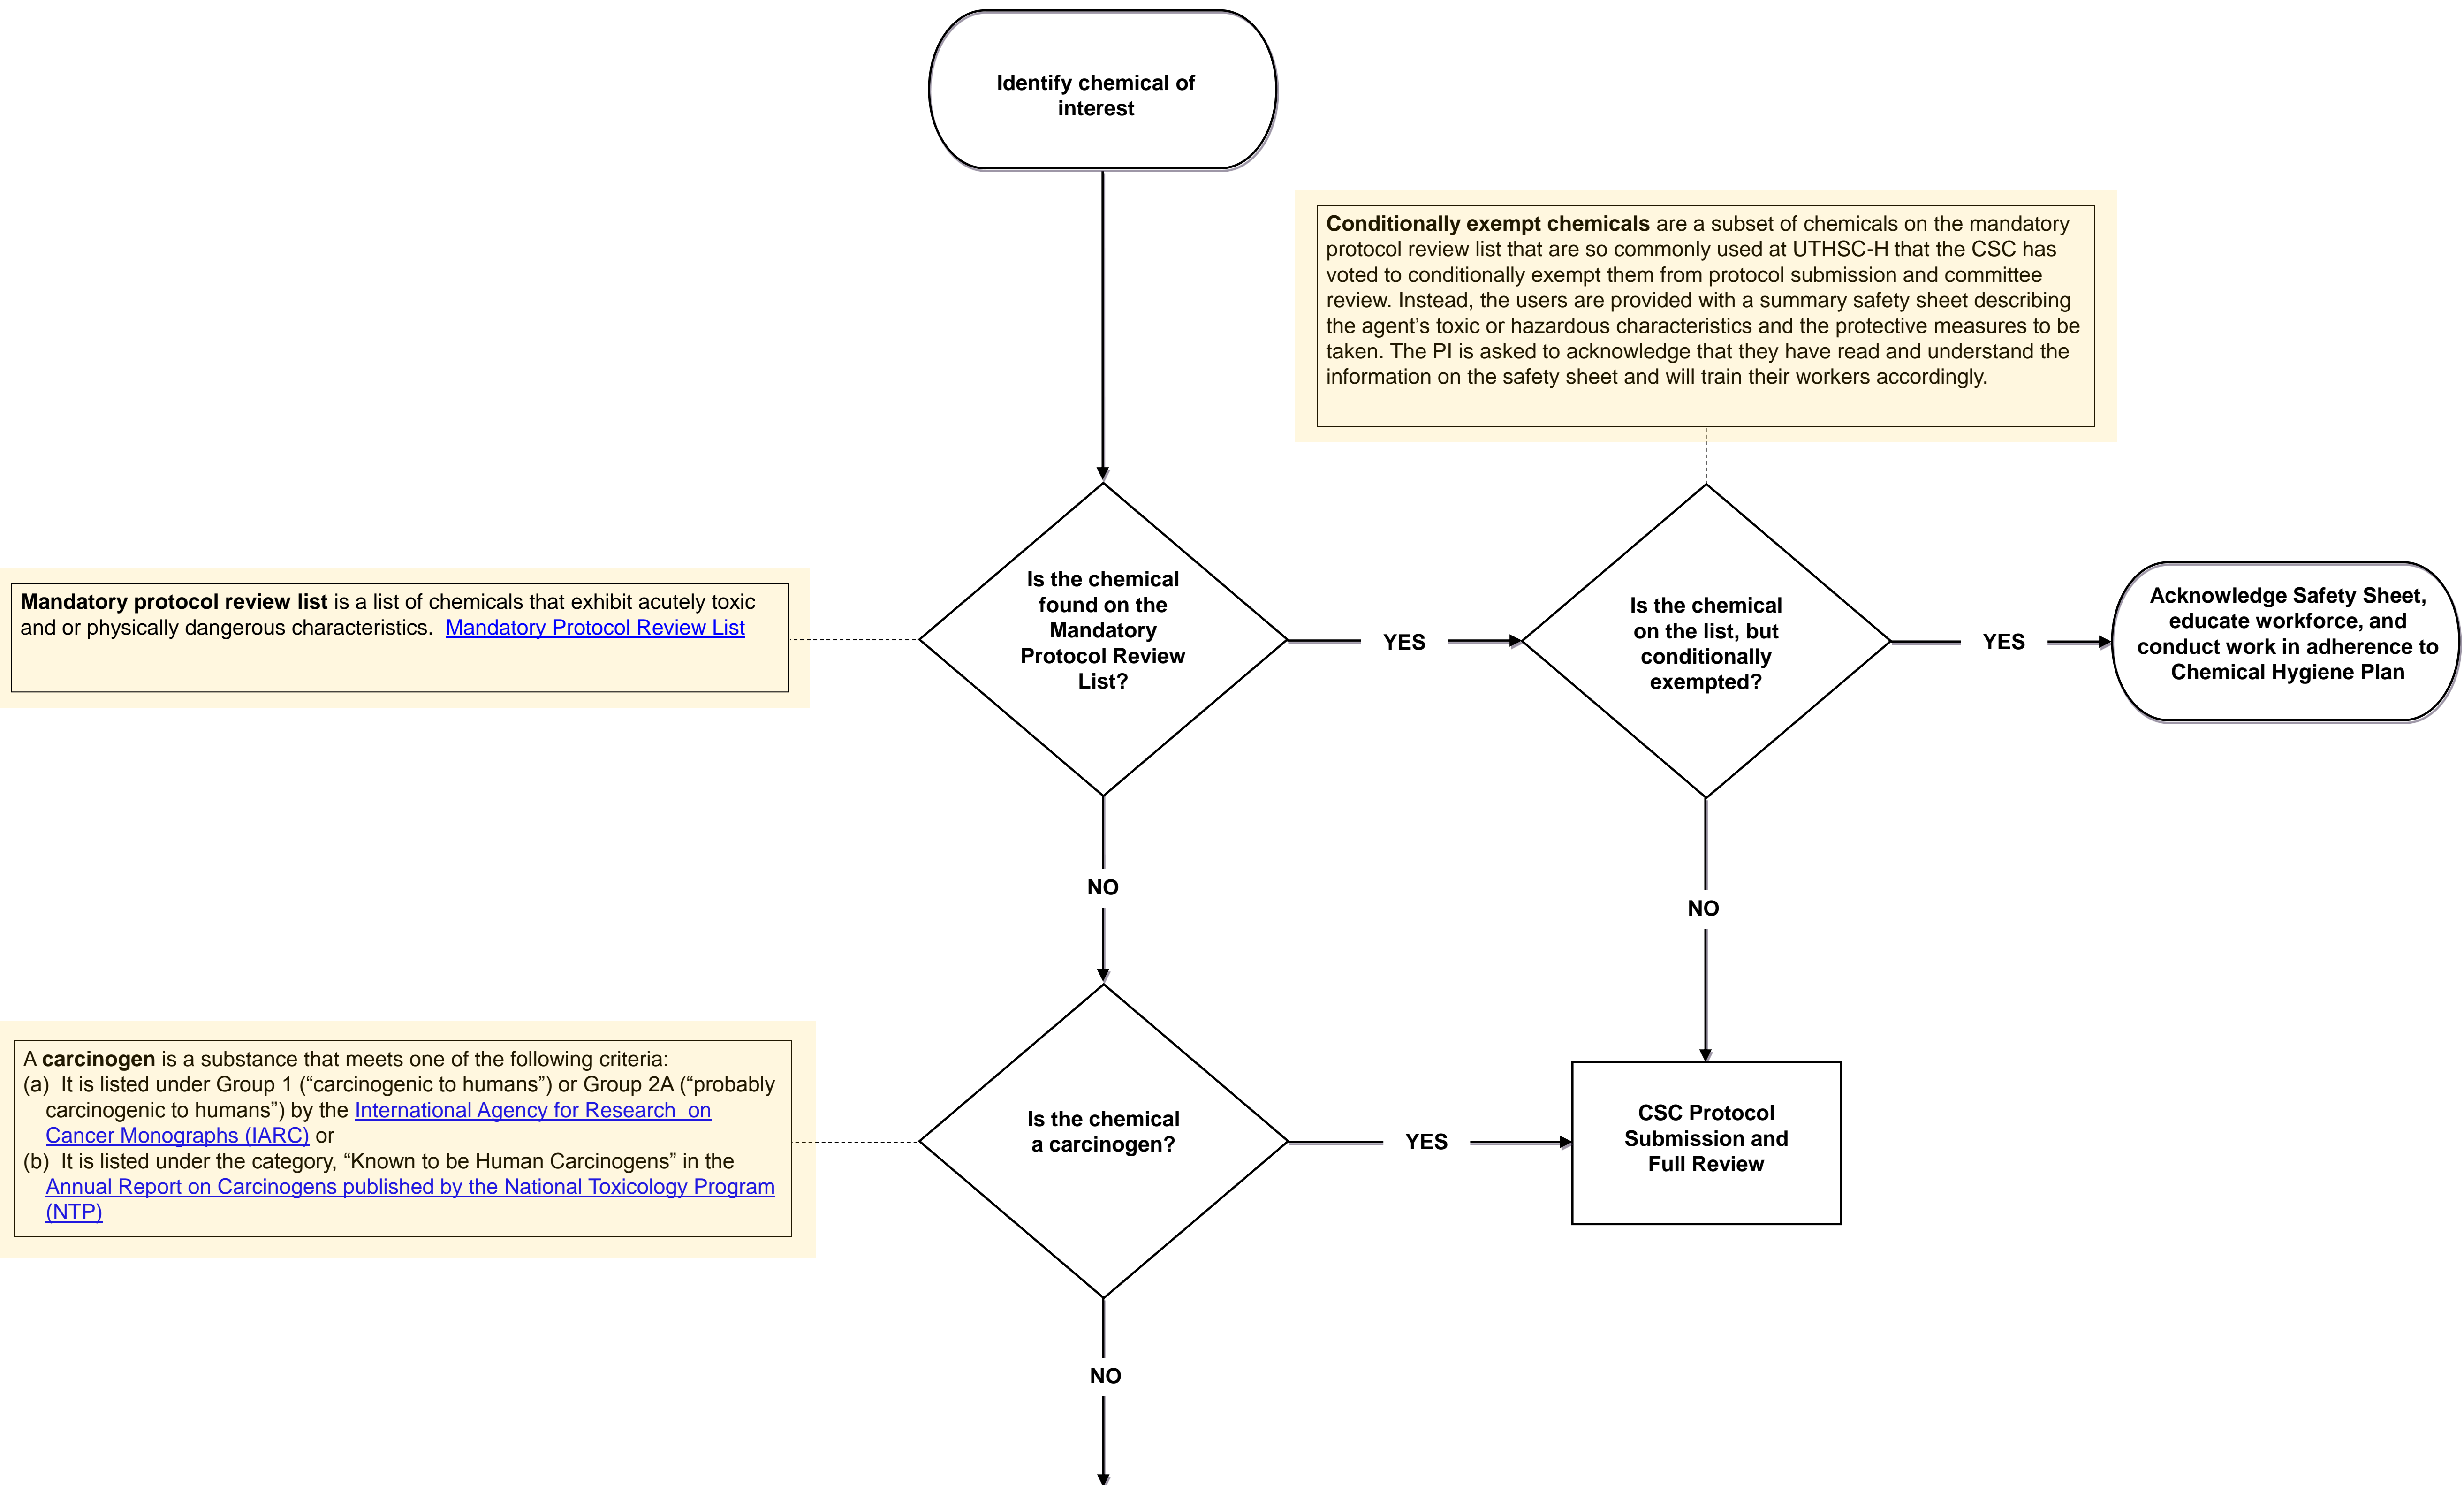 Identify chemical of
interest
Conditionally exempt chemicals are a subset of chemicals on the mandatory
protocol review list that are so commonly used at UTHSC-H that the CSC has
voted to conditionally exempt them from protocol submission and committee
review. Instead, the users are provided with a summary safety sheet describing
the agent’s toxic or hazardous characteristics and the protective measures to be
taken. The PI is asked to acknowledge that they have read and understand the
information on the safety sheet and will train their workers accordingly.
Mandatory protocol review list is a list of chemicals that exhibit acutely toxic
and or physically dangerous characteristics. Mandatory Protocol Review List
Is the chemical
found on the
Mandatory
Protocol Review
List?
YES
Is the chemical
on the list, but
conditionally
exempted?
YES
Acknowledge Safety Sheet,
educate workforce, and
conduct work in adherence to
Chemical Hygiene Plan
NO
NO
A carcinogen is a substance that meets one of the following criteria:
(a) It is listed under Group 1 (“carcinogenic to humans”) or Group 2A (“probably
carcinogenic to humans”) by the International Agency for Research on
Cancer Monographs (IARC) or
(b) It is listed under the category, “Known to be Human Carcinogens” in the
Annual Report on Carcinogens published by the National Toxicology Program
(NTP)
Is the chemical
a carcinogen?
YES
CSC Protocol
Submission and
Full Review
NO